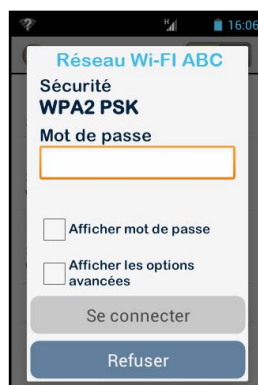 H
16:06
Réseau Wi-FI ABC
Sécurité
WPA2 PSK
Mot de passe
Afficher mot de passe
Afficher les options
avancées
Se connecter
Refuser